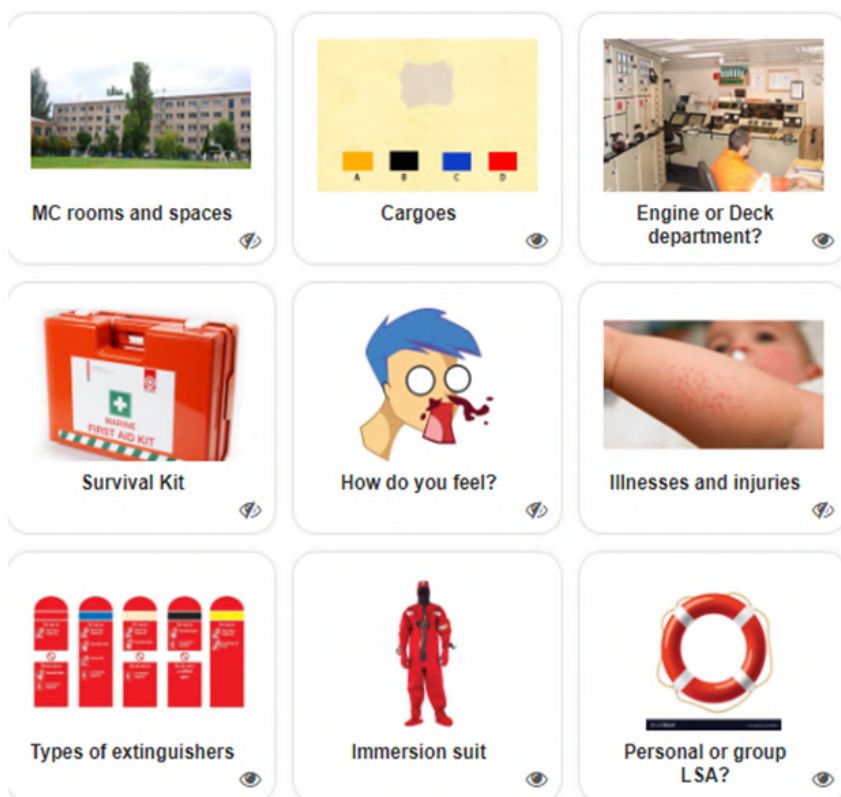 MC rooms and spaces
A B C D
Cargoes
Engine or Deck
department?
MARINE
FIRST AID KIT
Survival Kit
How do you feel?
Illnesses and injuries
Types of extinguishers
Immersion suit
Personal or group
LSA?